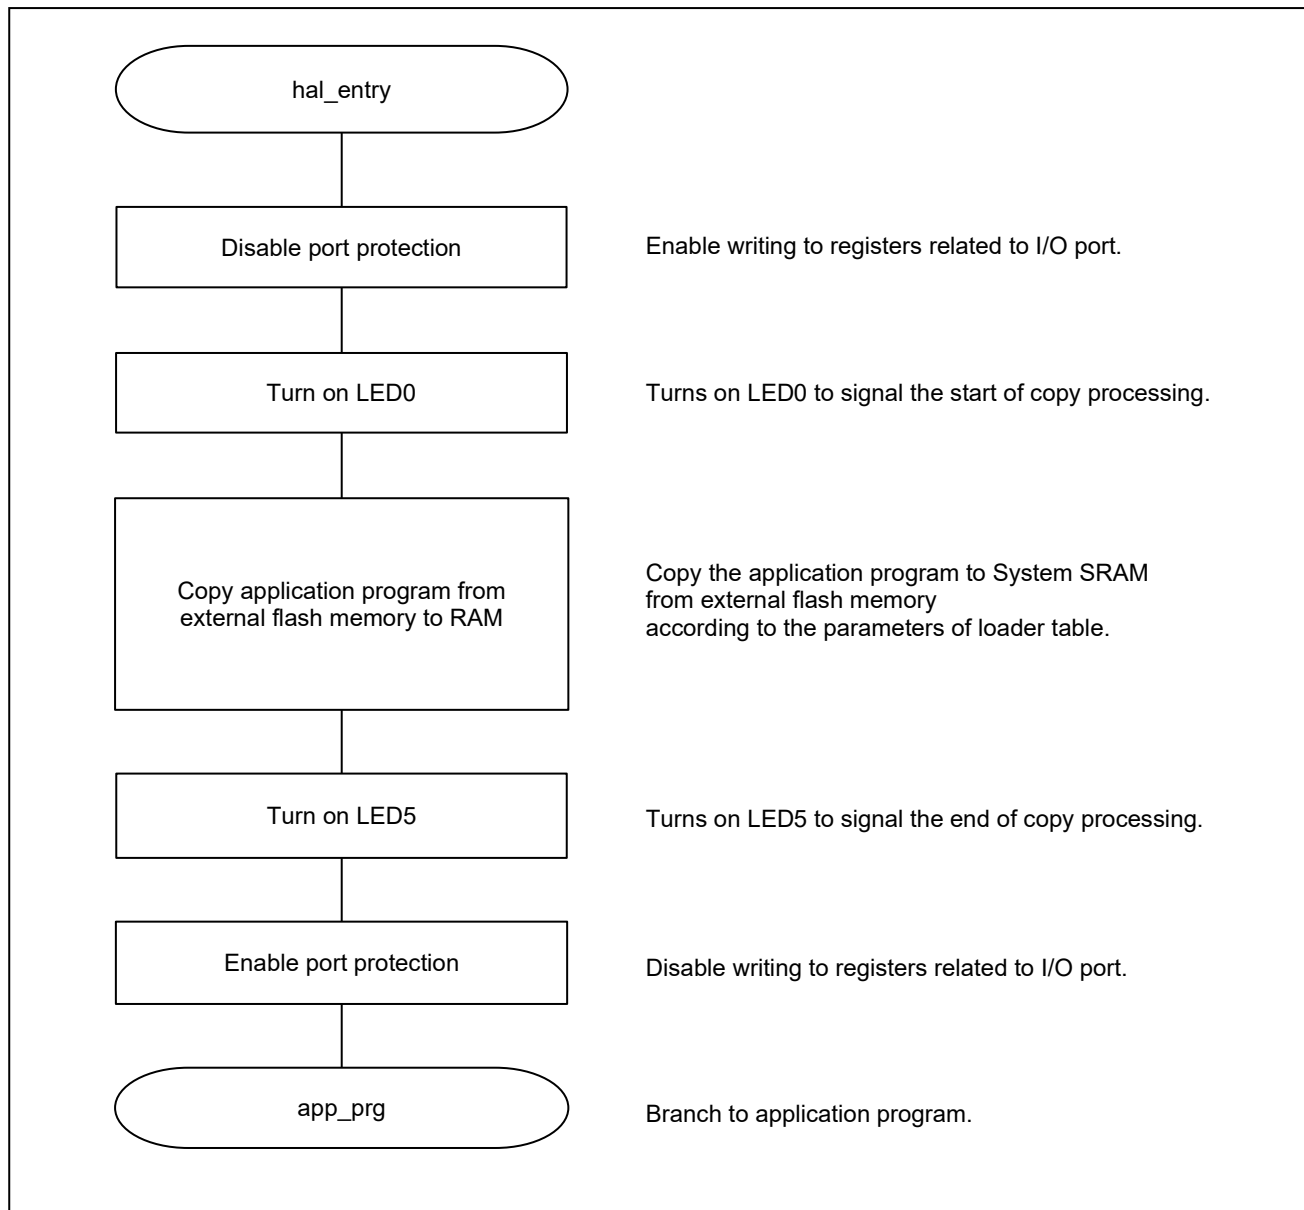 hal_entry
Disable port protection
Enable writing to registers related to I/O port.
Turn on LED0
Turns on LED0 to signal the start of copy processing.
Copy application program from
external flash memory to RAM
Copy the application program to System SRAM
from external flash memory
according to the parameters of loader table.
Turn on LED5
Turns on LED5 to signal the end of copy processing.
Enable port protection
Disable writing to registers related to I/O port.
app_prg
Branch to application program.